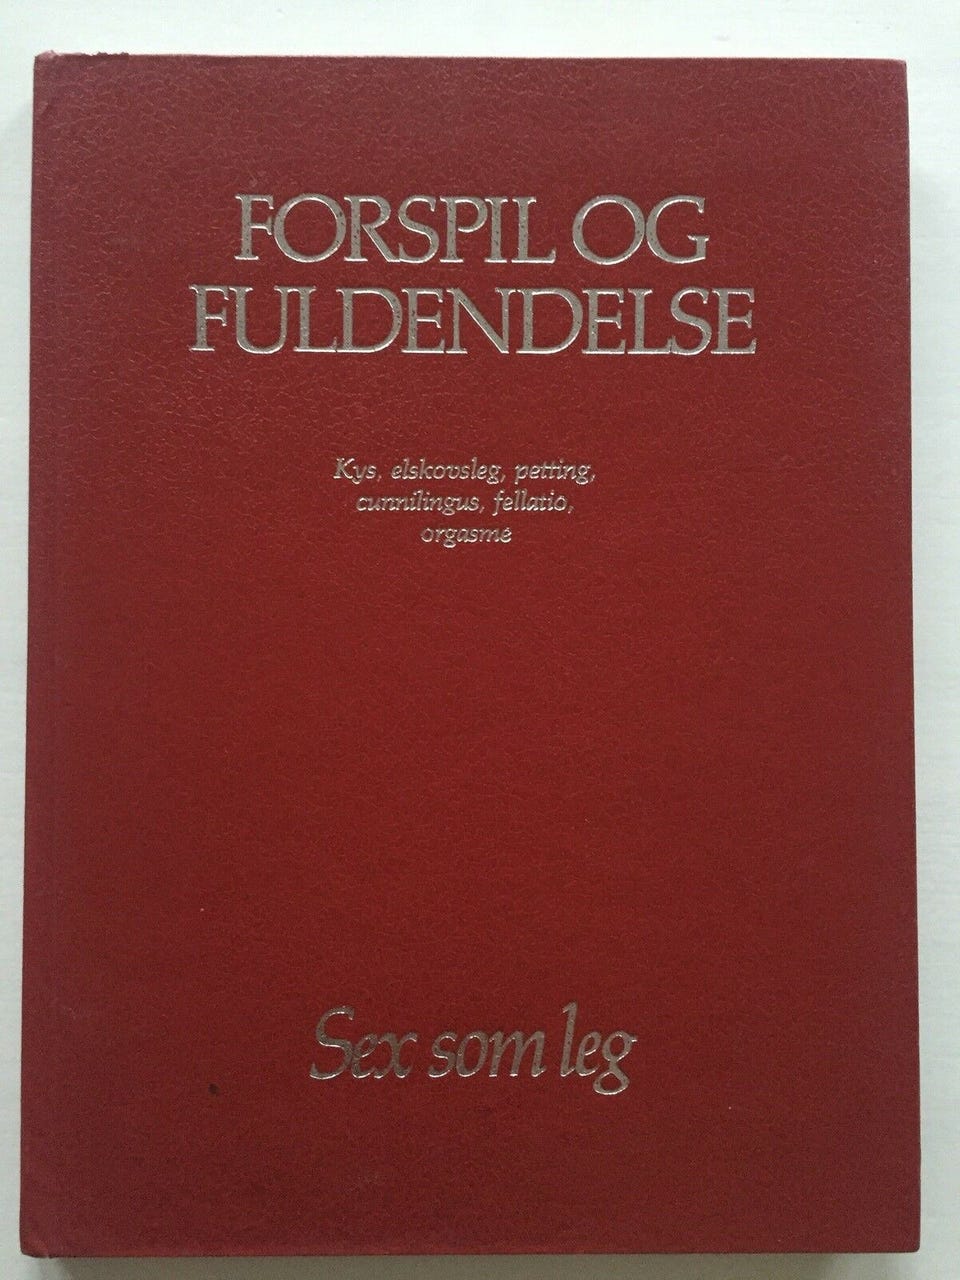 FORSPIL OG
FULDENDELSE
Kys, elskovsleg, petting,
cunnilingus, fellatio,
orgasme
Sex som leg